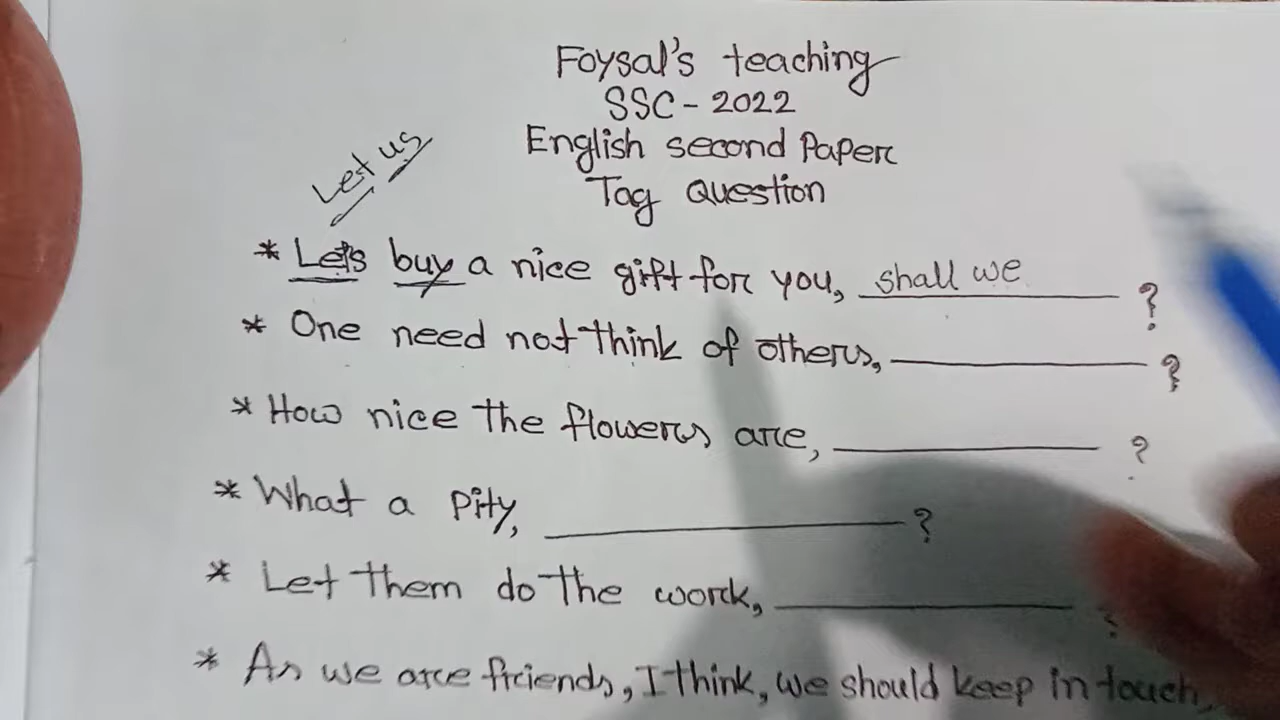 Foysal's teaching
SSC - 2022
English second Paper
Tag Question
Let us
* Let's buy a nice gift for you, shall we ?
* One need not think of others, ?
* How nice the flowers are, ?
* What a Pity, ?
* Let them do the work, ?
* As we are friends, I think, we should keep in touch,